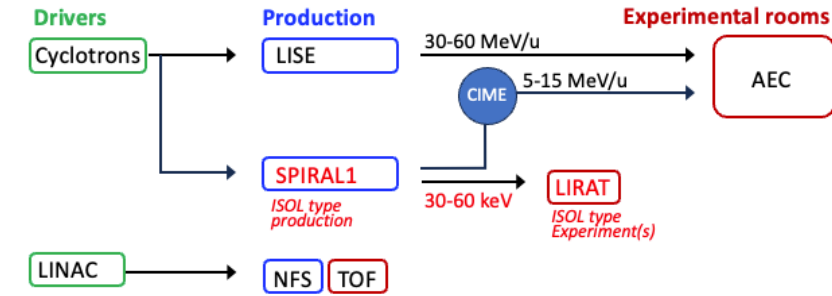 Drivers
Production
Experimental rooms
Cyclotrons
LISE
30-60 MeV/u
AEC
CIME
5-15 MeV/u
SPIRAL1
ISOL type
production
30-60 keV
LIRAT
ISOL type
Experiment(s)
LINAC
NFS
TOF